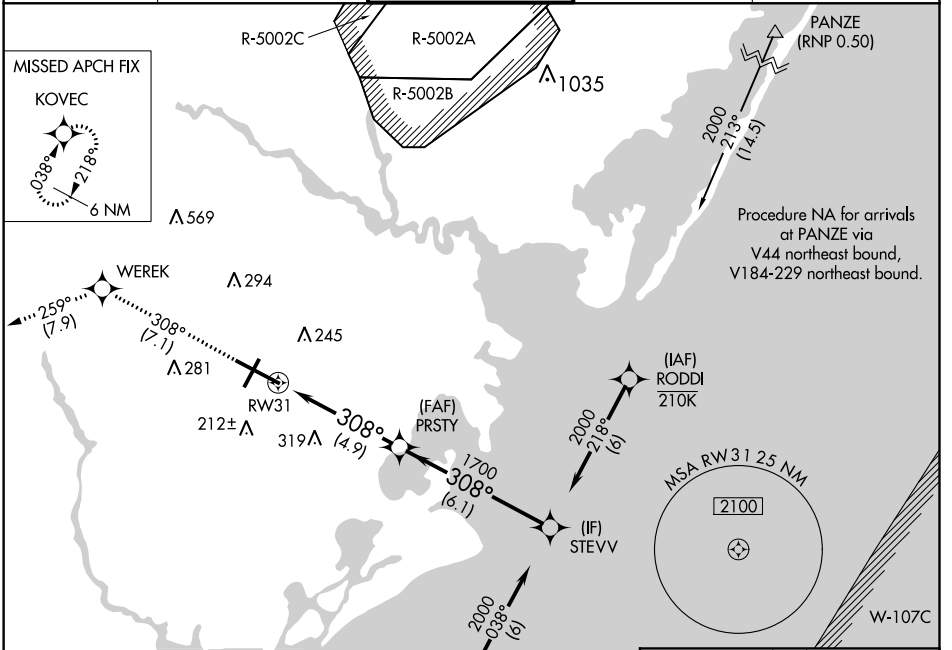 R-5002C
R-5002A
R-5002B
1035
PANZE
(RNP 0.50)
2000
213°
(14.5)
MISSED APCH FIX
KOVEC
038°
218°
6 NM
569
Procedure NA for arrivals
at PANZE via
V44 northeast bound,
V184-229 northeast bound.
WEREK
294
259°
(7.9)
308°
(7.1)
245
281
RW31
212±
319
308°
(4.9)
(FAF)
PRSTY
(IAF)
RODDI
210K
2000
218°
(6)
1700
308°
(6.1)
(IF)
STEVV
MSA RW31 25 NM
2100
2000
038°
(6)
W-107C